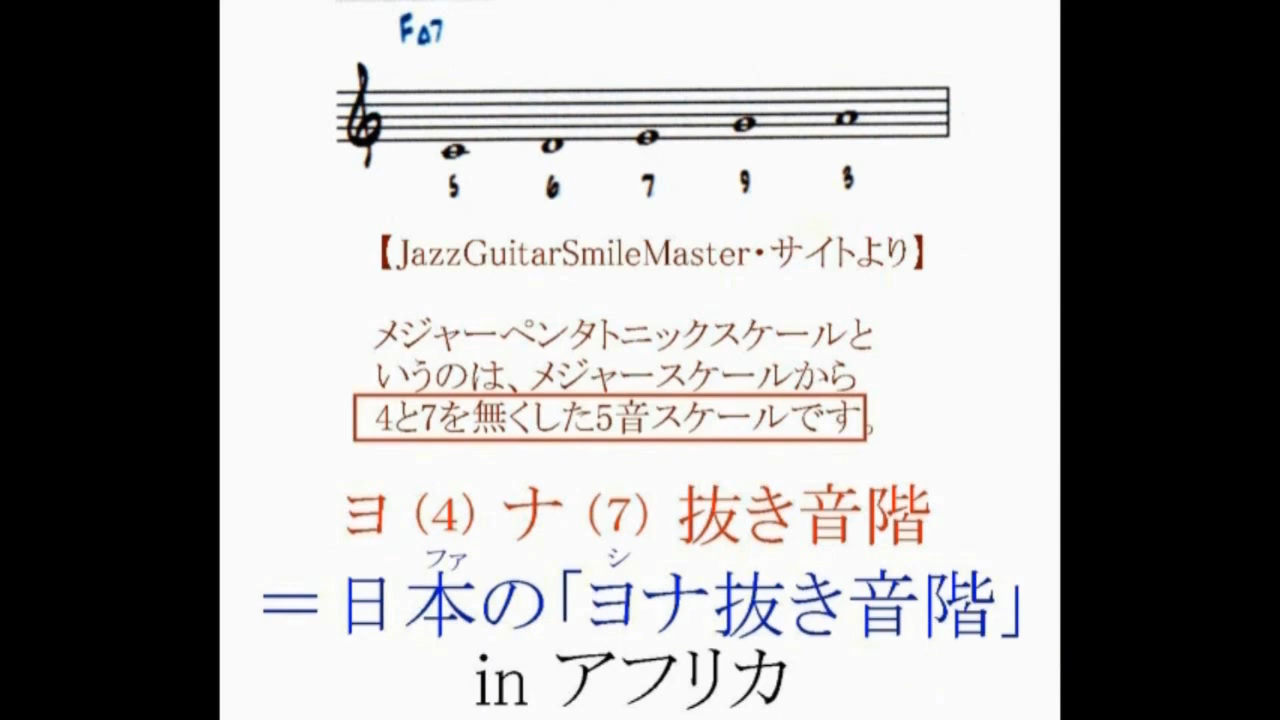 F△7
5 6 7 9 3
【JazzGuitarSmileMaster・サイトより】
メジャーペンタトニックスケールと
いうのは、メジャースケールから
4と7を無くした5音スケールです。
ヨ（4）ナ（7）抜き音階
ファ シ
＝日本の「ヨナ抜き音階」
in アフリカ